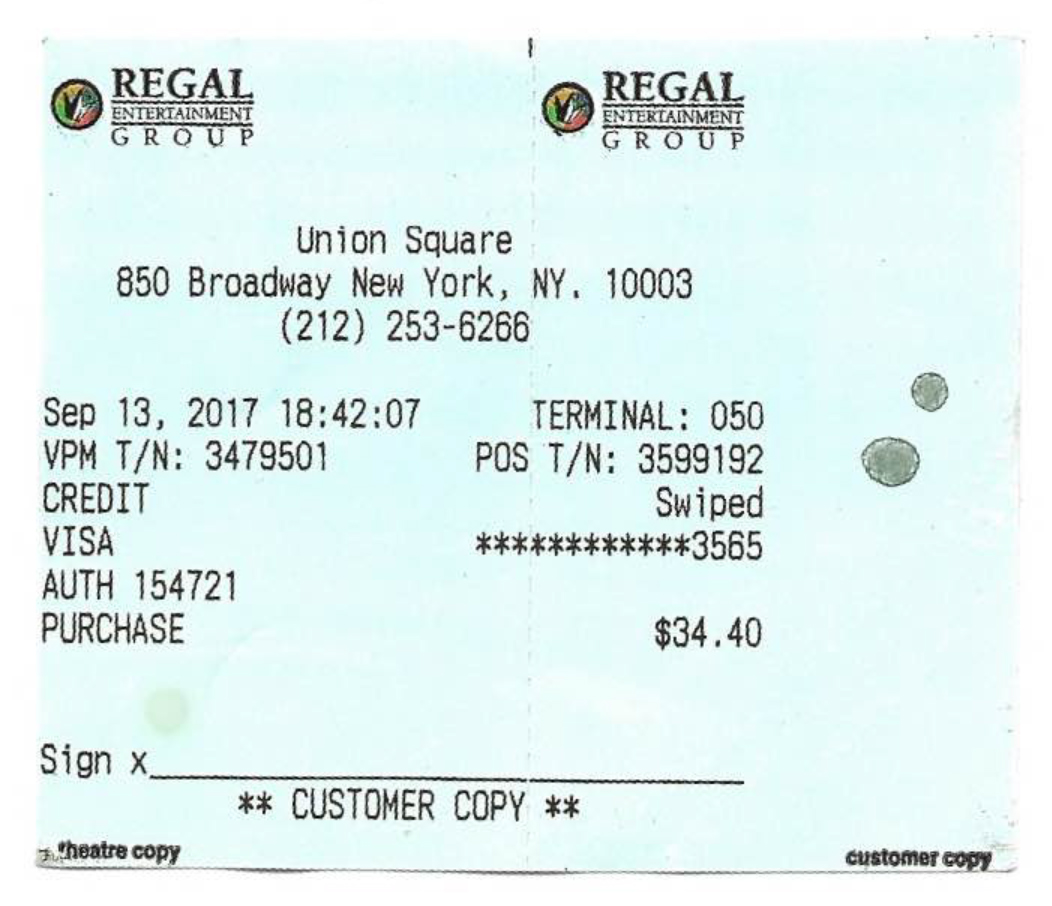 REGAL
ENTERTAINMENT
GROUP
REGAL
ENTERTAINMENT
GROUP
Union Square
850 Broadway New York, NY. 10003
(212) 253-6266
Sep 13, 2017 18:42:07 TERMINAL: 050
VPM T/N: 3479501 POS T/N: 3599192
CREDIT Swiped
VISA ************3565
AUTH 154721
PURCHASE $34.40
Sign x
** CUSTOMER COPY **
theatre copy customer copy